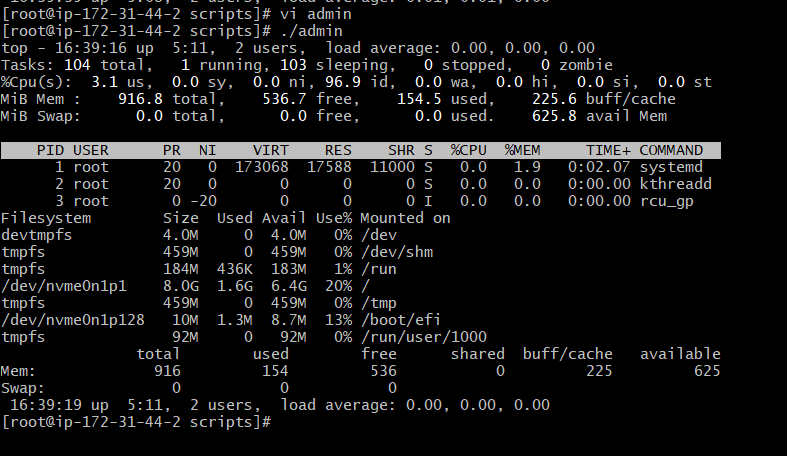 [root@ip-172-31-44-2 scripts]# vi admin
[root@ip-172-31-44-2 scripts]# ./admin
top - 16:39:16 up  5:11,  2 users,  load average: 0.00, 0.00, 0.00
Tasks: 104 total,   1 running, 103 sleeping,   0 stopped,   0 zombie
%Cpu(s):  3.1 us,  0.0 sy,  0.0 ni, 96.9 id,  0.0 wa,  0.0 hi,  0.0 si,  0.0 st
MiB Mem :    916.8 total,    536.7 free,    154.5 used,    225.6 buff/cache
MiB Swap:      0.0 total,      0.0 free,      0.0 used.    625.8 avail Mem
    PID USER      PR  NI    VIRT    RES    SHR S  %CPU  %MEM     TIME+ COMMAND
      1 root      20   0  173068  17588  11000 S   0.0   1.9   0:02.07 systemd
      2 root      20   0       0      0      0 S   0.0   0.0   0:00.00 kthreadd
      3 root       0 -20       0      0      0 I   0.0   0.0   0:00.00 rcu_gp
Filesystem        Size  Used Avail Use% Mounted on
devtmpfs          4.0M     0  4.0M   0% /dev
tmpfs             459M     0  459M   0% /dev/shm
tmpfs             184M  436K  183M   1% /run
/dev/nvme0n1p1    8.0G  1.6G  6.4G  20% /
tmpfs             459M     0  459M   0% /tmp
/dev/nvme0n1p128   10M  1.3M  8.7M  13% /boot/efi
tmpfs              92M     0   92M   0% /run/user/1000
               total        used        free      shared  buff/cache   available
Mem:             916         154         536           0         225         625
Swap:              0           0           0
 16:39:19 up  5:11,  2 users,  load average: 0.00, 0.00, 0.00
[root@ip-172-31-44-2 scripts]#